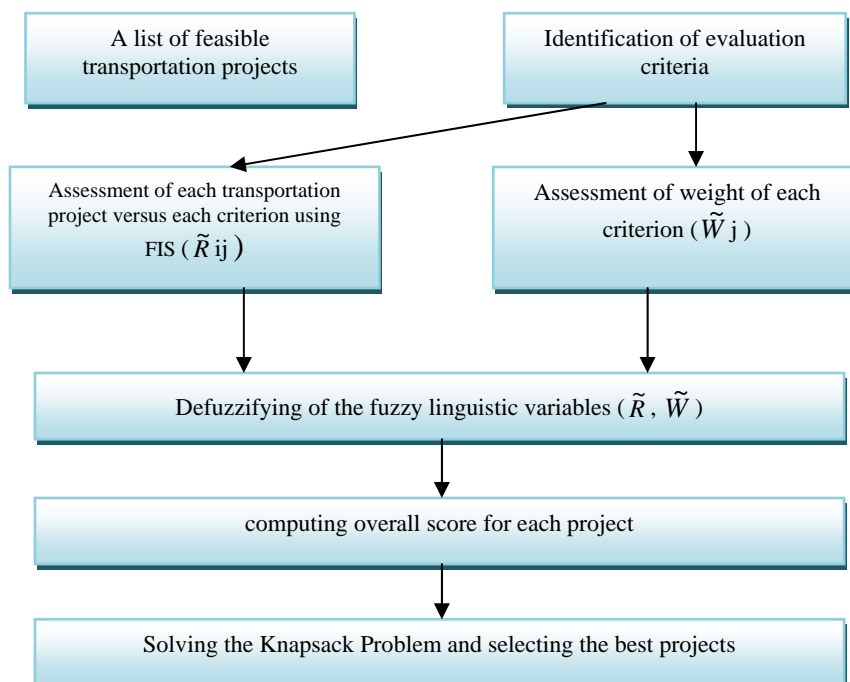 A list of feasible
transportation projects
Identification of evaluation
criteria
Assessment of each transportation
project versus each criterion using
FIS ( R̃ ij )
Assessment of weight of each
criterion ( W̃ j )
Defuzzifying of the fuzzy linguistic variables ( R̃ , W̃ )
computing overall score for each project
Solving the Knapsack Problem and selecting the best projects